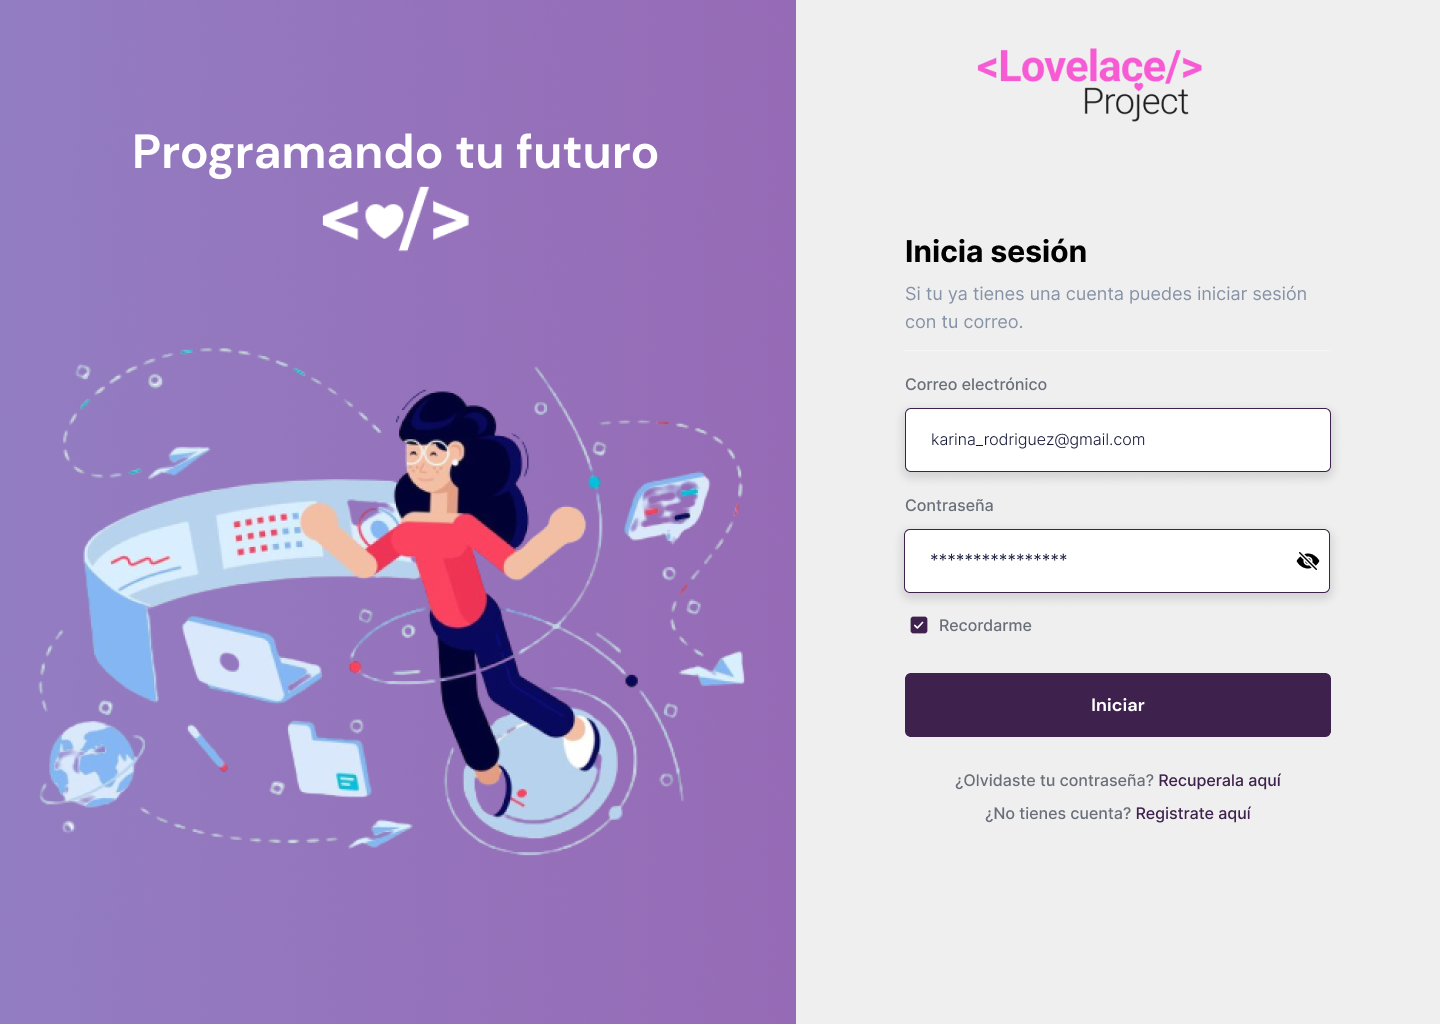 Programando tu futuro
</>
<Lovelace/>
Project
Inicia sesión
Si tu ya tienes una cuenta puedes iniciar sesión
con tu correo.
Correo electrónico
karina_rodriguez@gmail.com
Contraseña
****************
Recordarme
Iniciar
¿Olvidaste tu contraseña? Recuperala aquí
¿No tienes cuenta? Registrate aquí